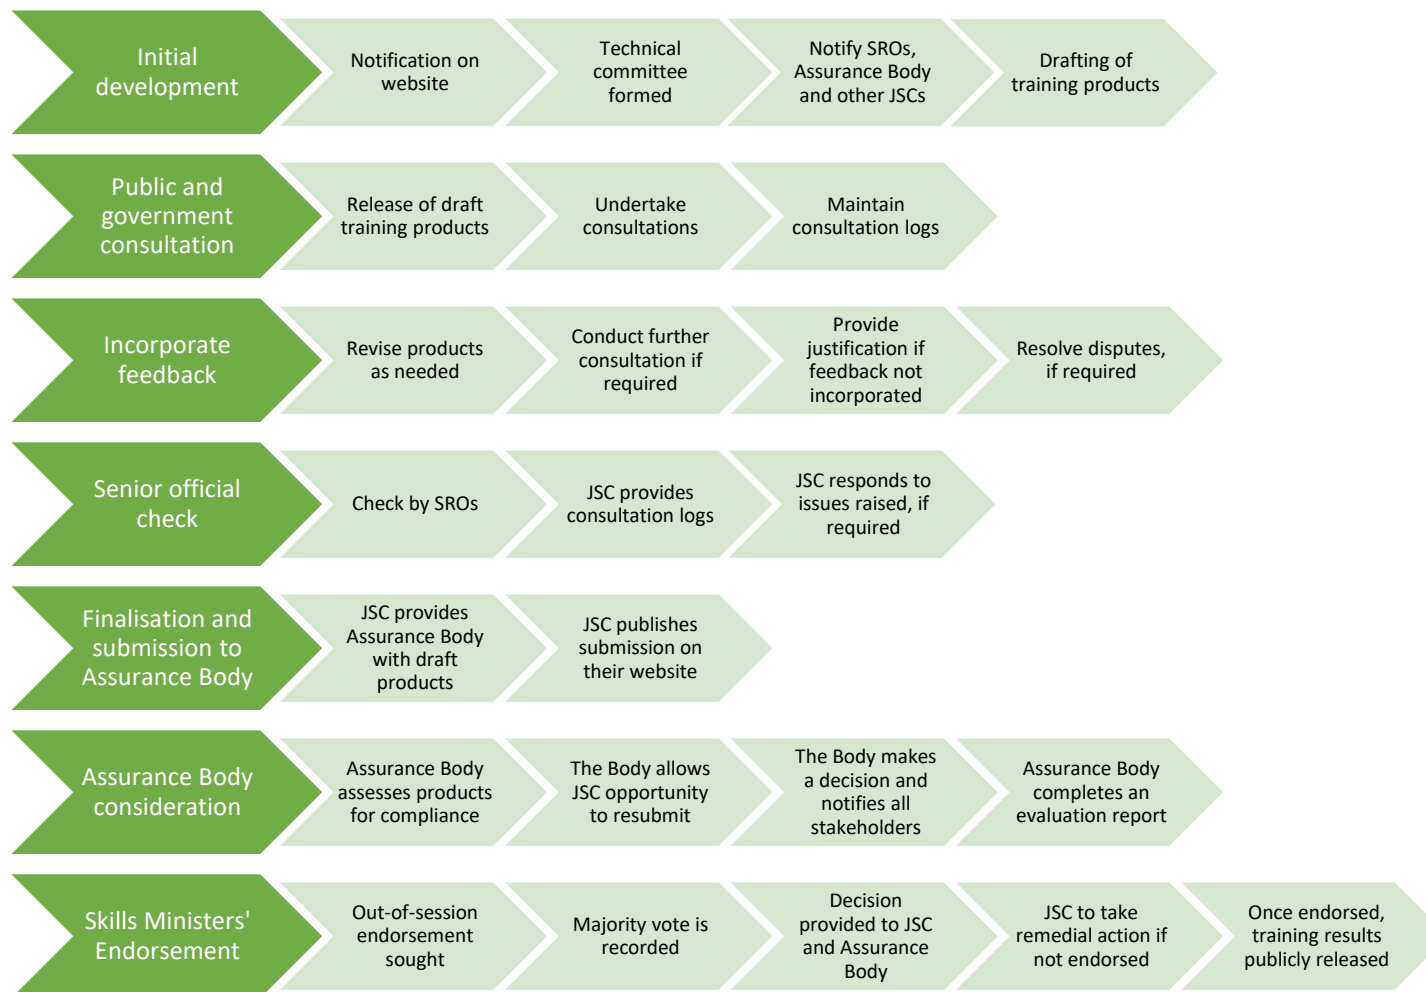 Initial
development
Notification on
website
Technical
committee
formed
Notify SROs,
Assurance Body
and other JSCs
Drafting of
training products
Public and
government
consultation
Release of draft
training products
Undertake
consultations
Maintain
consultation logs
Incorporate
feedback
Revise products
as needed
Conduct further
consultation if
required
Provide
justification if
feedback not
incorporated
Resolve disputes,
if required
Senior official
check
Check by SROs
JSC provides
consultation logs
JSC responds to
issues raised, if
required
Finalisation and
submission to
Assurance Body
JSC provides
Assurance Body
with draft
products
JSC publishes
submission on
their website
Assurance Body
consideration
Assurance Body
assesses products
for compliance
The Body allows
JSC opportunity
to resubmit
The Body makes
a decision and
notifies all
stakeholders
Assurance Body
completes an
evaluation report
Skills Ministers'
Endorsement
Out-of-session
endorsement
sought
Majority vote is
recorded
Decision
provided to JSC
and Assurance
Body
JSC to take
remedial action if
not endorsed
Once endorsed,
training results
publicly released